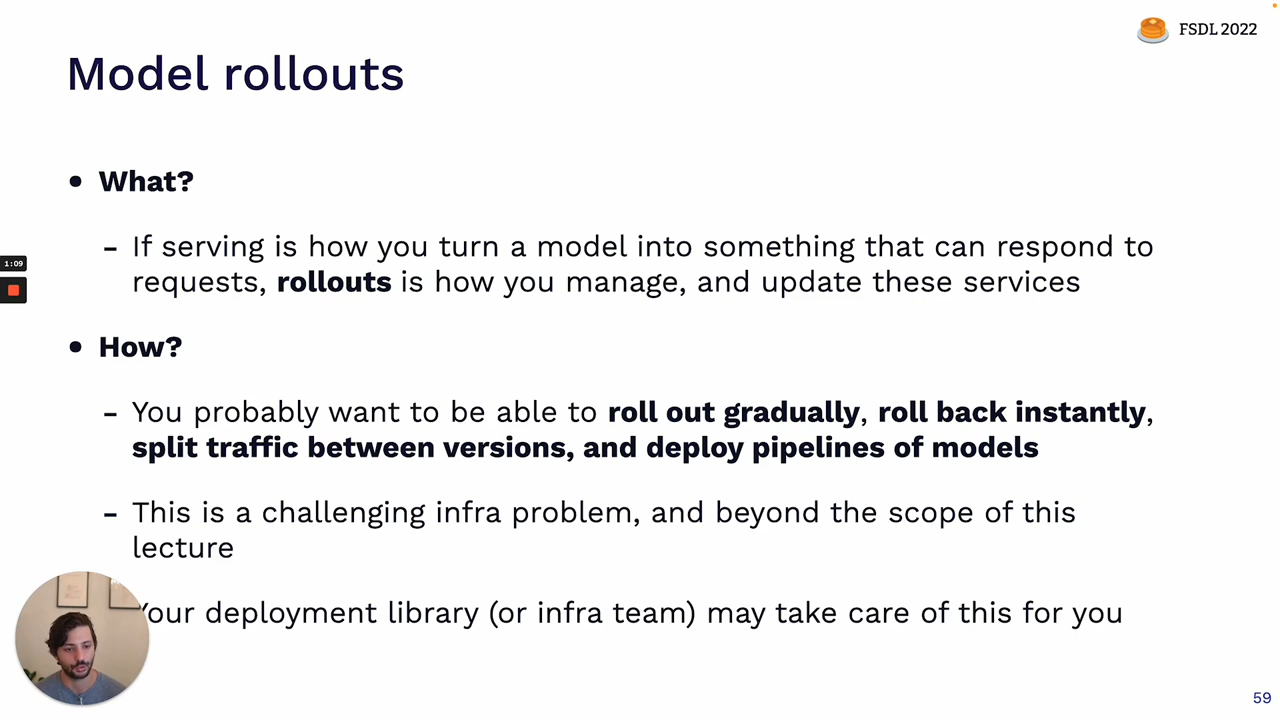 FSDL 2022
Model rollouts
• What?
– If serving is how you turn a model into something that can respond to
requests, rollouts is how you manage, and update these services
1:09
• How?
– You probably want to be able to roll out gradually, roll back instantly,
split traffic between versions, and deploy pipelines of models
– This is a challenging infra problem, and beyond the scope of this
lecture
Your deployment library (or infra team) may take care of this for you
59